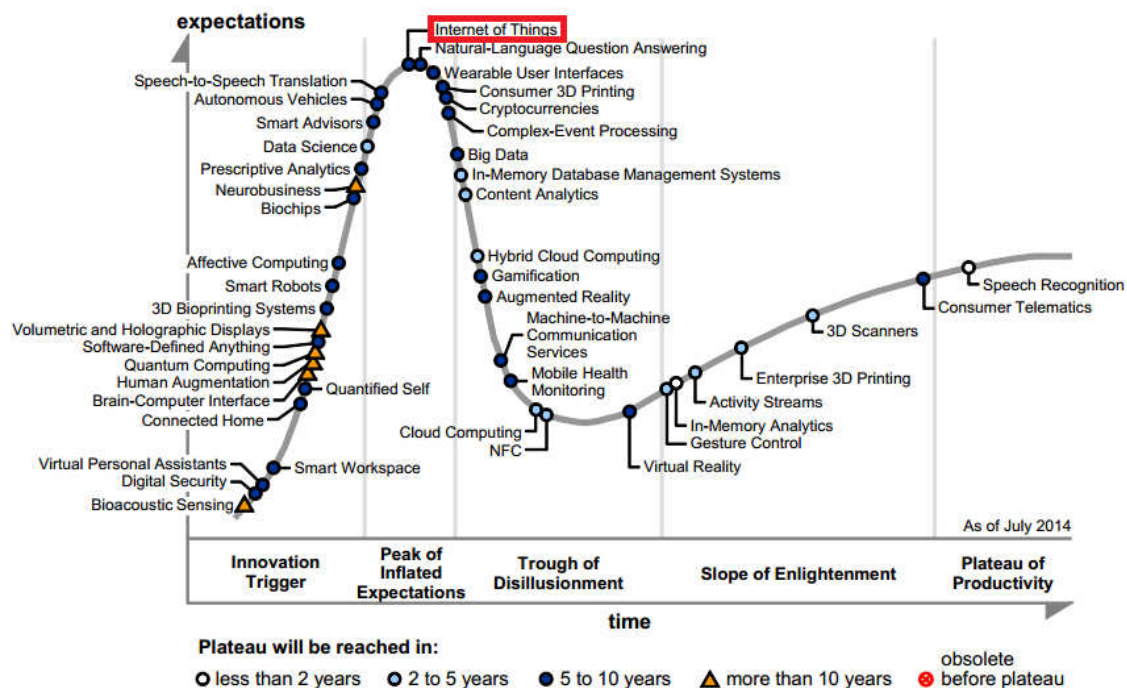 expectations
Internet of Things
Natural-Language Question Answering
Wearable User Interfaces
Consumer 3D Printing
Cryptocurrencies
Complex-Event Processing
Speech-to-Speech Translation
Autonomous Vehicles
Smart Advisors
Data Science
Prescriptive Analytics
Neurobusiness
Biochips
Big Data
In-Memory Database Management Systems
Content Analytics
Hybrid Cloud Computing
Gamification
Augmented Reality
Machine-to-Machine
Communication
Services
Mobile Health
Monitoring
Affective Computing
Smart Robots
3D Bioprinting Systems
Volumetric and Holographic Displays
Software-Defined Anything
Quantum Computing
Human Augmentation
Brain-Computer Interface
Connected Home
Quantified Self
Virtual Personal Assistants
Digital Security
Bioacoustic Sensing
Smart Workspace
Cloud Computing
NFC
Virtual Reality
Gesture Control
In-Memory Analytics
Activity Streams
Enterprise 3D Printing
3D Scanners
Consumer Telematics
Speech Recognition
As of July 2014
Innovation
Trigger
Peak of
Inflated
Expectations
Trough of
Disillusionment
Slope of Enlightenment
Plateau of
Productivity
time
Plateau will be reached in:
less than 2 years
2 to 5 years
5 to 10 years
more than 10 years
obsolete
before plateau